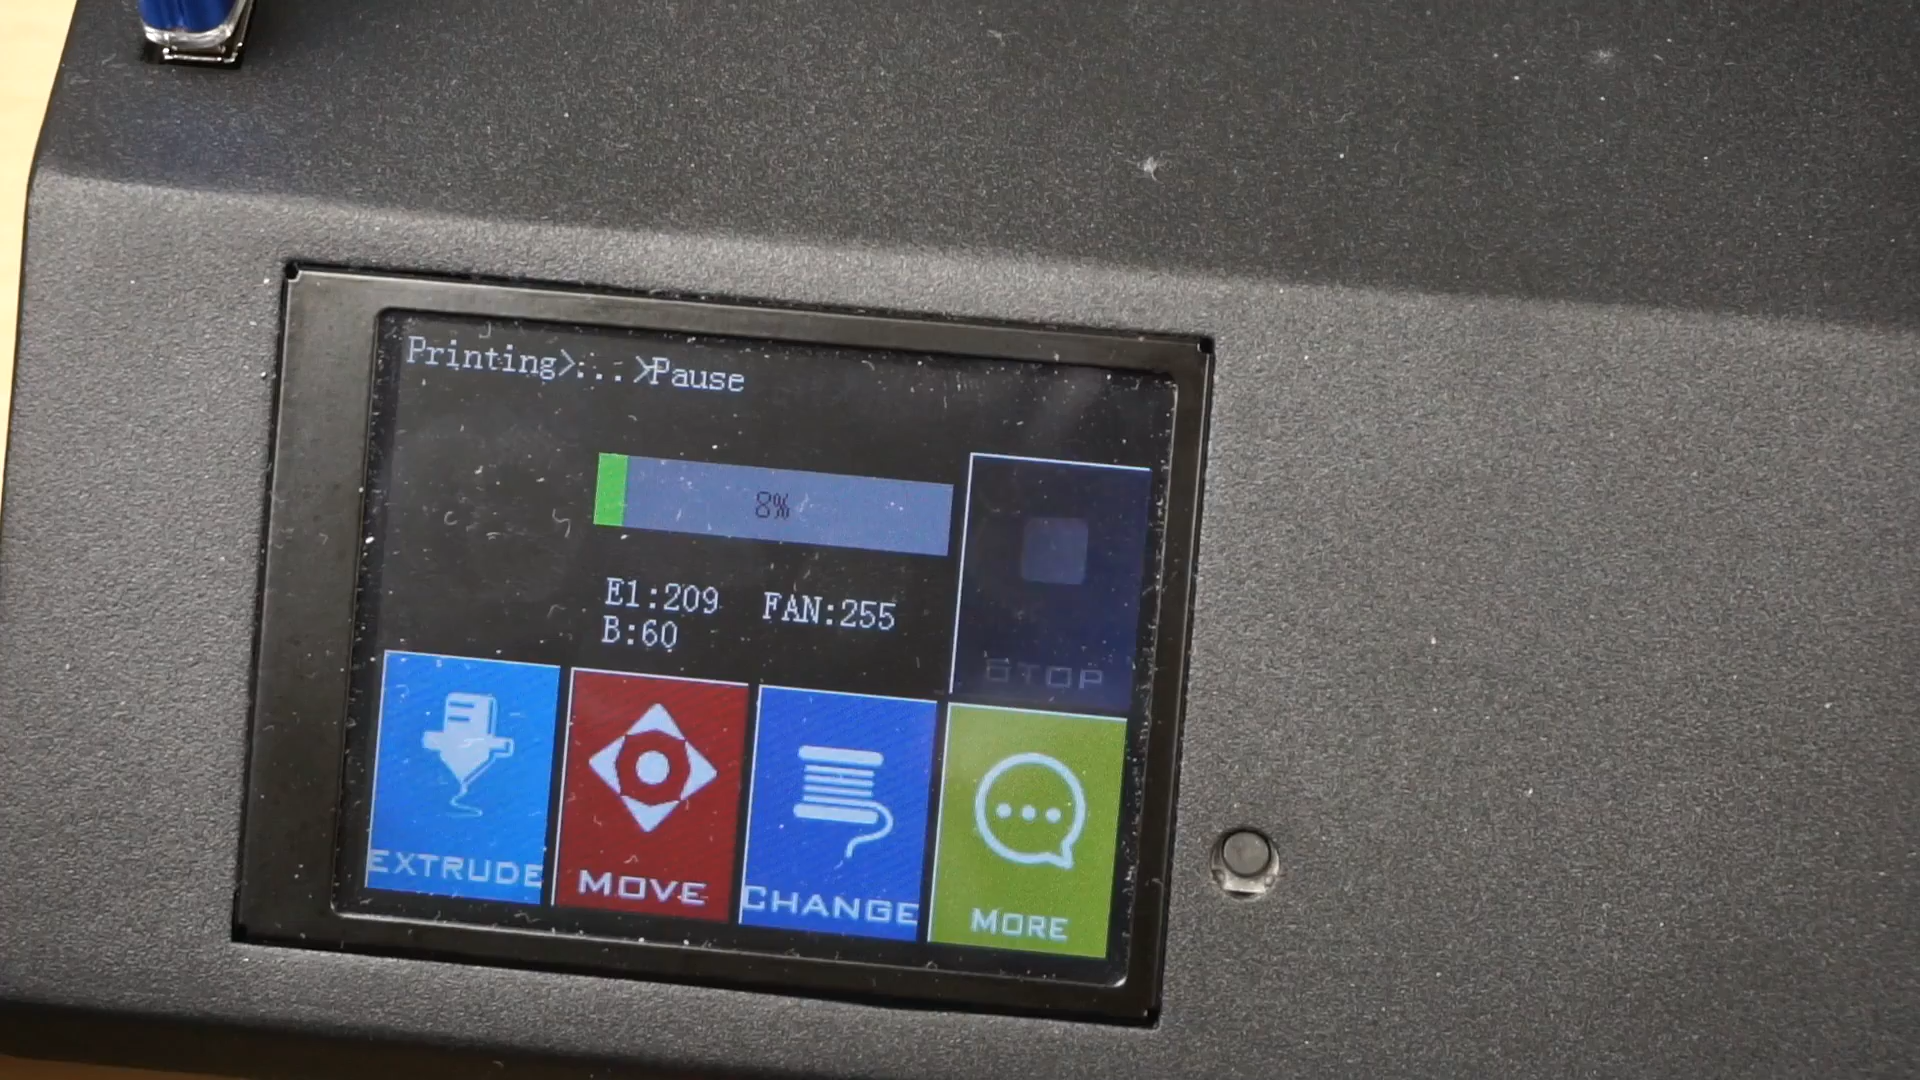 Printing>...>Pause
8%
E1:209 FAN:255
B:60
STOP
EXTRUDE
MOVE
CHANGE
MORE